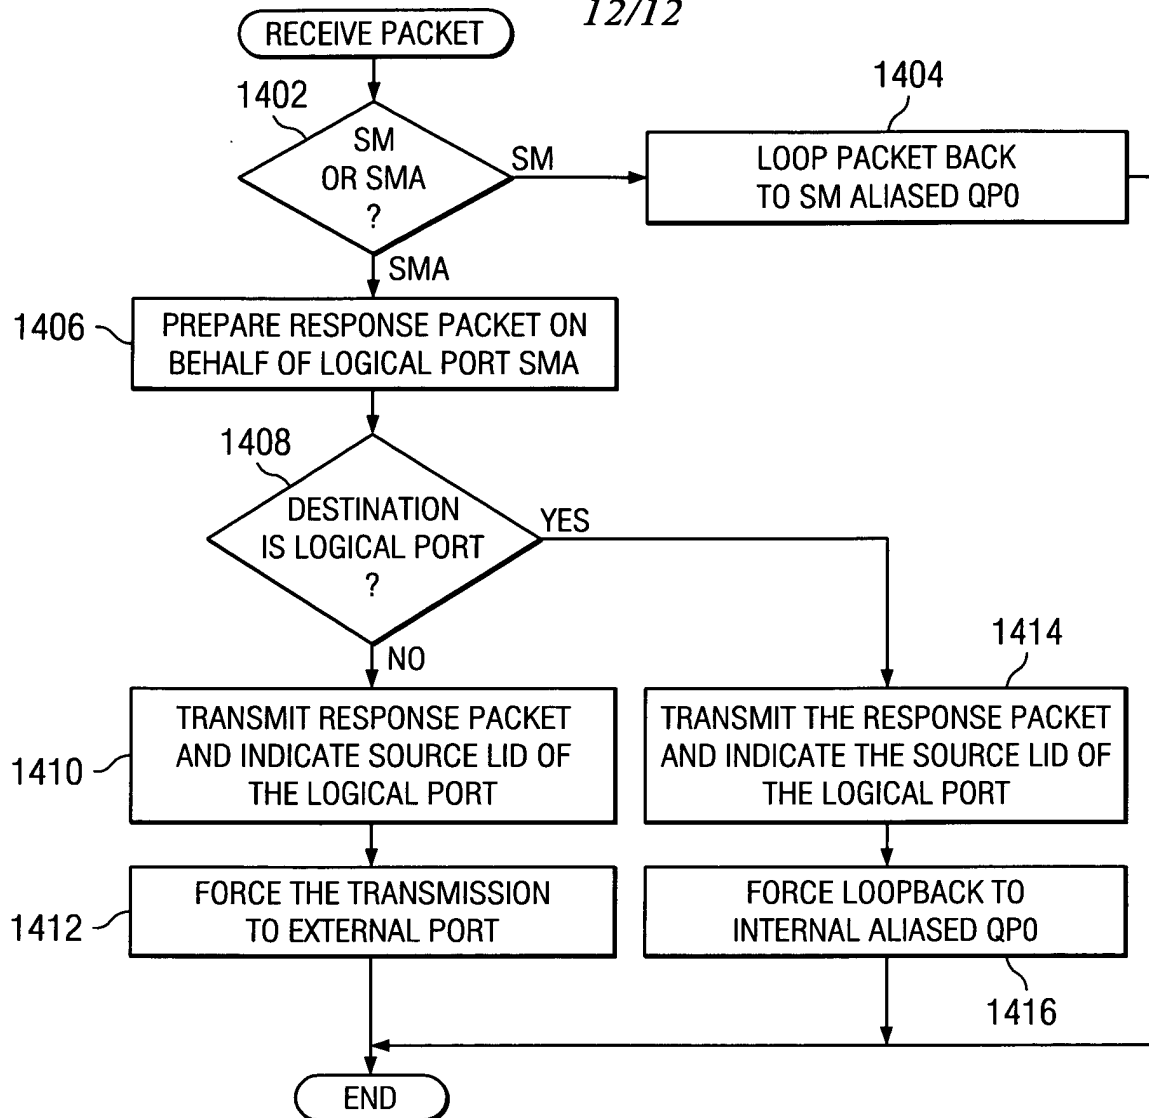 12/12
RECEIVE PACKET
1402
SM
OR SMA
?
SM
1404
LOOP PACKET BACK
TO SM ALIASED QP0
SMA
1406
PREPARE RESPONSE PACKET ON
BEHALF OF LOGICAL PORT SMA
1408
DESTINATION
IS LOGICAL PORT
?
YES
NO
1410
TRANSMIT RESPONSE PACKET
AND INDICATE SOURCE LID OF
THE LOGICAL PORT
1414
TRANSMIT THE RESPONSE PACKET
AND INDICATE THE SOURCE LID OF
THE LOGICAL PORT
1412
FORCE THE TRANSMISSION
TO EXTERNAL PORT
FORCE LOOPBACK TO
INTERNAL ALIASED QP0
1416
END